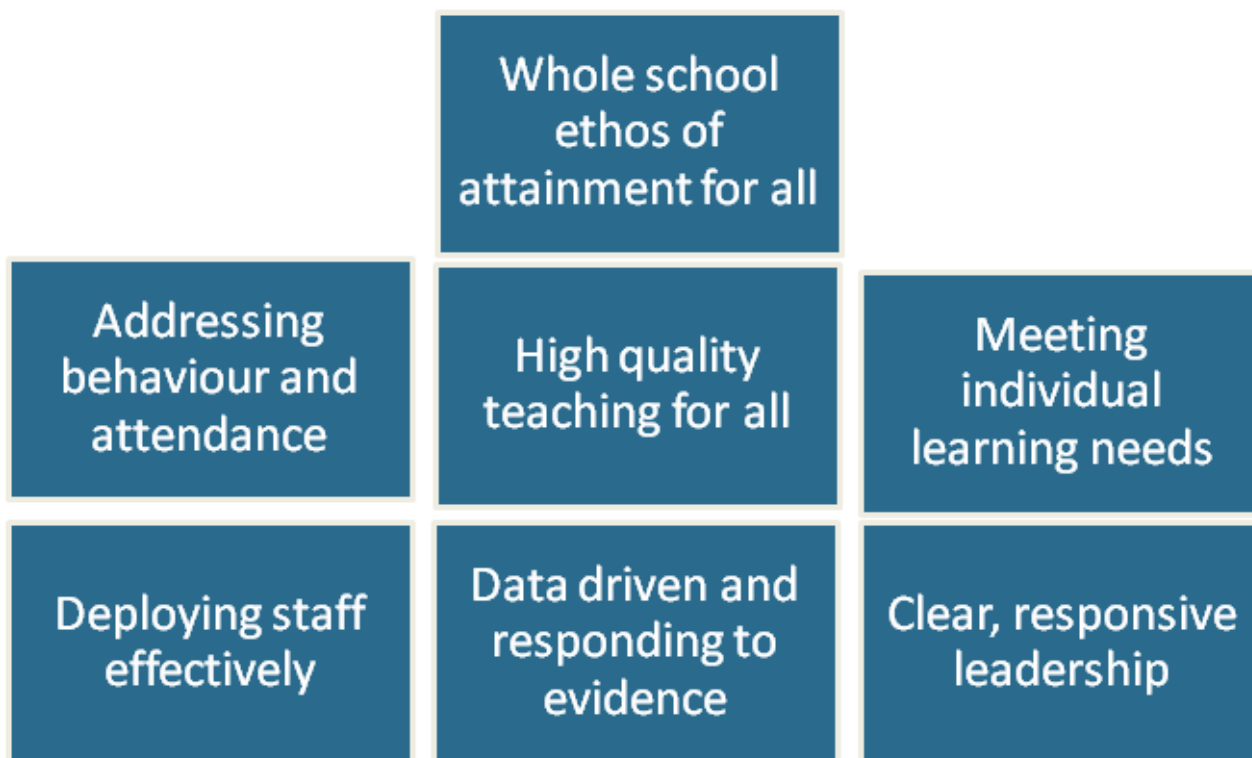 Whole school
ethos of
attainment for all
Addressing
behaviour and
attendance
High quality
teaching for all
Meeting
individual
learning needs
Deploying staff
effectively
Data driven and
responding to
evidence
Clear, responsive
leadership